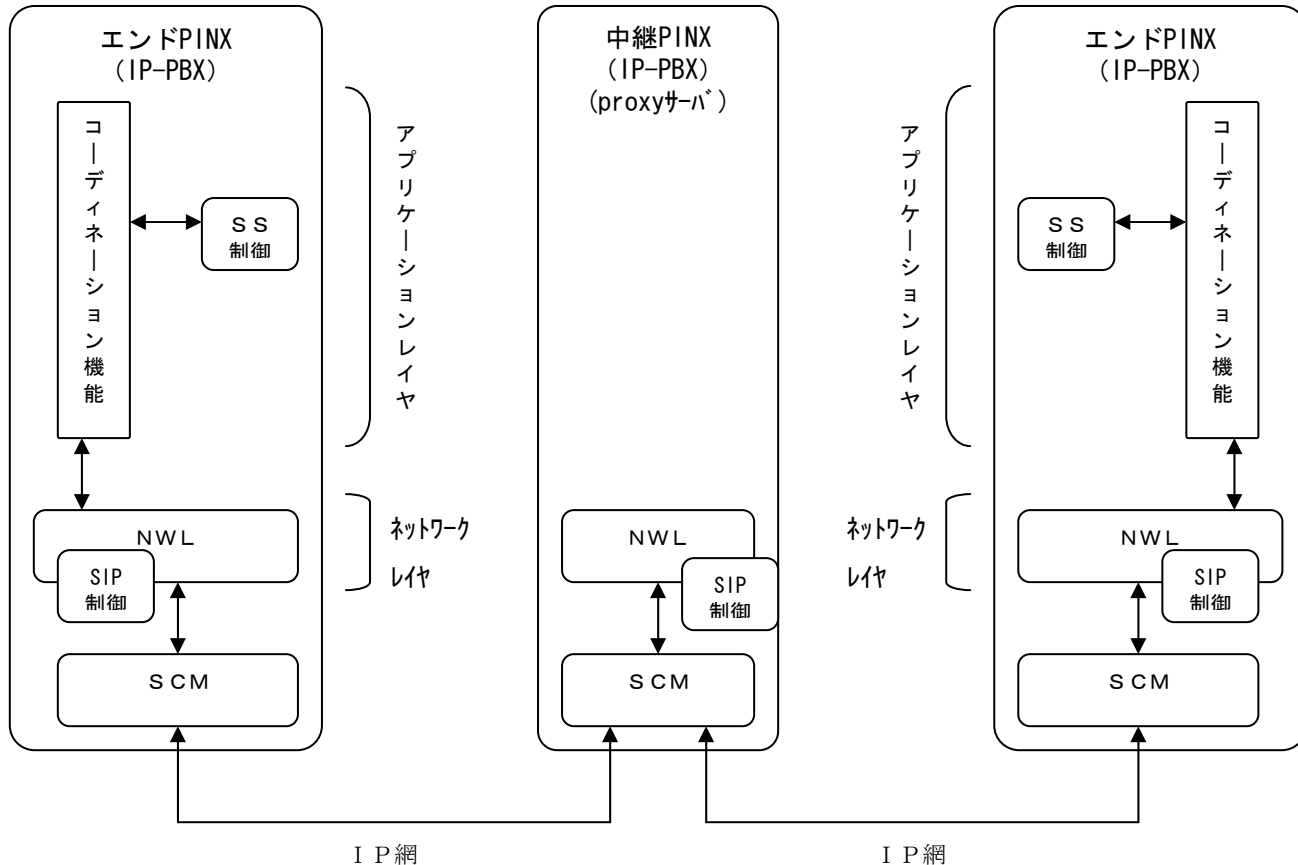 エンドPINX
(IP-PBX)
コーディネーション機能
ＳＳ
制御
アプリケーションレイヤ
ＮＷＬ
SIP
制御
ﾈｯﾄﾜｰｸ
ﾚｲﾔ
ＳＣＭ
中継PINX
(IP-PBX)
(proxyｻｰﾊﾞ)
ＮＷＬ
SIP
制御
ＳＣＭ
エンドPINX
(IP-PBX)
アプリケーションレイヤ
ＳＳ
制御
コーディネーション機能
ﾈｯﾄﾜｰｸ
ﾚｲﾔ
ＮＷＬ
SIP
制御
ＳＣＭ
ＩＰ網
ＩＰ網